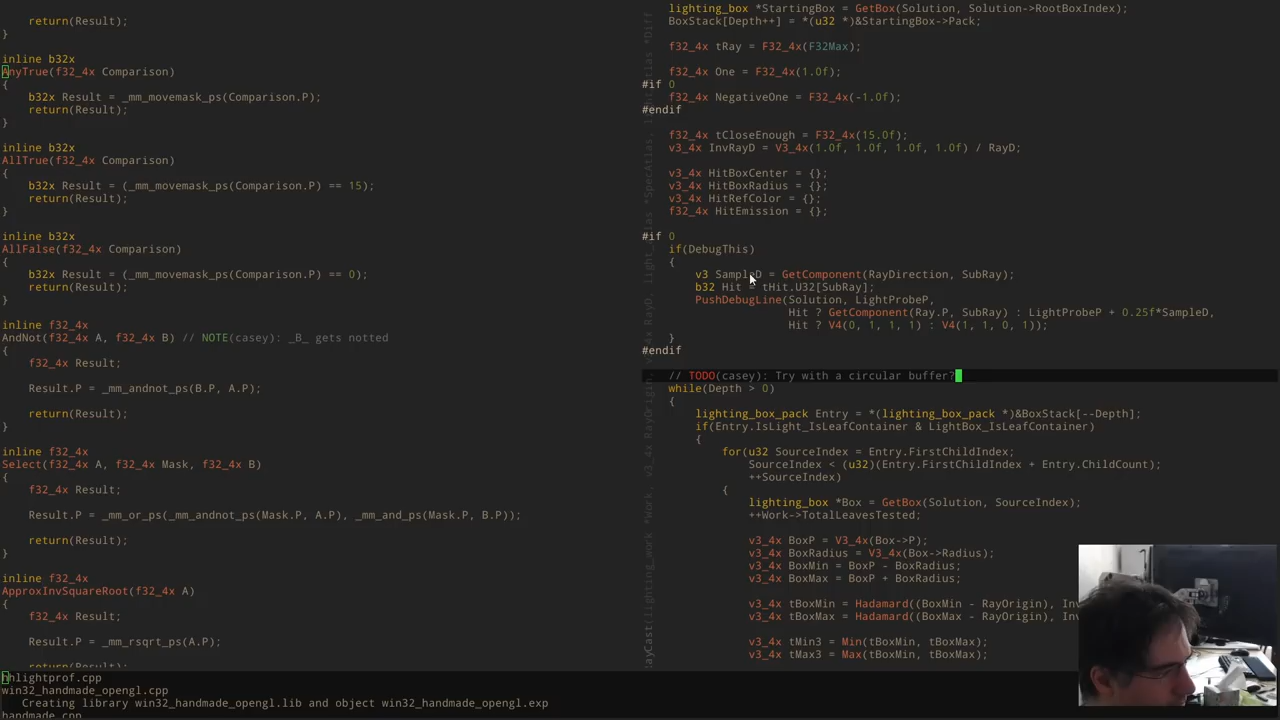 return(Result);
}
inline b32x
AnyTrue(f32_4x Comparison)
{
    b32x Result = _mm_movemask_ps(Comparison.P);
    return(Result);
}
inline b32x
AllTrue(f32_4x Comparison)
{
    b32x Result = (_mm_movemask_ps(Comparison.P) == 15);
    return(Result);
}
inline b32x
AllFalse(f32_4x Comparison)
{
    b32x Result = (_mm_movemask_ps(Comparison.P) == 0);
    return(Result);
}
inline f32_4x
AndNot(f32_4x A, f32_4x B) // NOTE(casey): _B_ gets notted
{
    f32_4x Result;
    Result.P = _mm_andnot_ps(B.P, A.P);
    return(Result);
}
inline f32_4x
Select(f32_4x A, f32_4x Mask, f32_4x B)
{
    f32_4x Result;
    Result.P = _mm_or_ps(_mm_andnot_ps(Mask.P, A.P), _mm_and_ps(Mask.P, B.P));
    return(Result);
}
inline f32_4x
ApproxInvSquareRoot(f32_4x A)
{
    f32_4x Result;
    Result.P = _mm_rsqrt_ps(A.P);
    return(Result);
    lighting_box *StartingBox = GetBox(Solution, Solution->RootBoxIndex);
    BoxStack[Depth++] = *(u32 *)&StartingBox->Pack;
    f32_4x tRay = F32_4x(F32Max);
    f32_4x One = F32_4x(1.0f);
#if 0
    f32_4x NegativeOne = F32_4x(-1.0f);
#endif
    f32_4x tCloseEnough = F32_4x(15.0f);
    v3_4x InvRayD = V3_4x(1.0f, 1.0f, 1.0f, 1.0f) / RayD;
    v3_4x HitBoxCenter = {};
    v3_4x HitBoxRadius = {};
    v3_4x HitRefColor = {};
    f32_4x HitEmission = {};
#if 0
    if(DebugThis)
    {
        v3 SampleD = GetComponent(RayDirection, SubRay);
        b32 Hit = tHit.U32[SubRay];
        PushDebugLine(Solution, LightProbeP,
                      Hit ? GetComponent(Ray.P, SubRay) : LightProbeP + 0.25f*SampleD,
                      Hit ? V4(0, 1, 1, 1) : V4(1, 1, 0, 1));
    }
#endif
    // TODO(casey): Try with a circular buffer?
    while(Depth > 0)
    {
        lighting_box_pack Entry = *(lighting_box_pack *)&BoxStack[--Depth];
        if(Entry.IsLight_IsLeafContainer & LightBox_IsLeafContainer)
        {
            for(u32 SourceIndex = Entry.FirstChildIndex;
                SourceIndex < (u32)(Entry.FirstChildIndex + Entry.ChildCount);
                ++SourceIndex)
            {
                lighting_box *Box = GetBox(Solution, SourceIndex);
                ++Work->TotalLeavesTested;
                v3_4x BoxP = V3_4x(Box->P);
                v3_4x BoxRadius = V3_4x(Box->Radius);
                v3_4x BoxMin = BoxP - BoxRadius;
                v3_4x BoxMax = BoxP + BoxRadius;
                v3_4x tBoxMin = Hadamard((BoxMin - RayOrigin), In
                v3_4x tBoxMax = Hadamard((BoxMax - RayOrigin), In
                v3_4x tMin3 = Min(tBoxMin, tBoxMax);
                v3_4x tMax3 = Max(tBoxMin, tBoxMax);
hhlightprof.cpp
win32_handmade_opengl.cpp
   Creating library win32_handmade_opengl.lib and object win32_handmade_opengl.exp
handmade.cpp